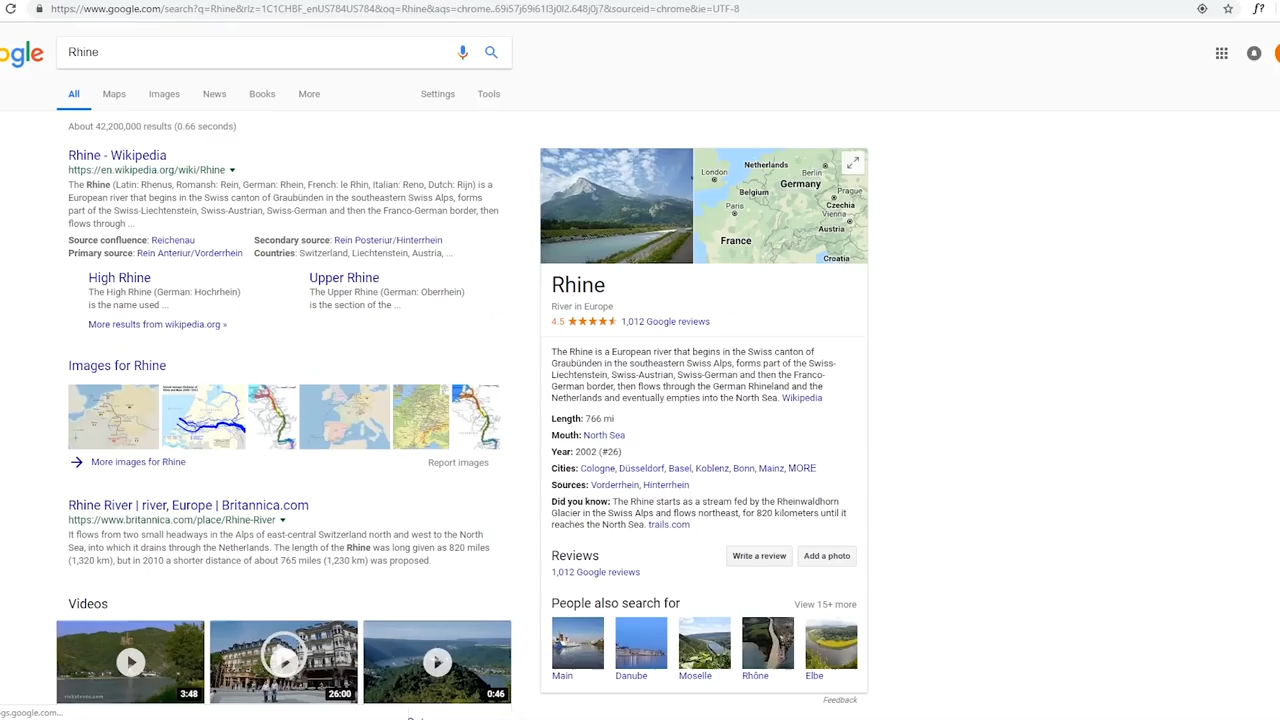 https://www.google.com/search?q=Rhine&rlz=1C1CHBF_enUS784US784&oq=Rhine&aqs=chrome..69i57j69i61l3j0l2.648j0j7&sourceid=chrome&ie=UTF-8
f?
ogle
Rhine
All Maps Images News Books More Settings Tools
About 42,200,000 results (0.66 seconds)
Rhine - Wikipedia
https://en.wikipedia.org/wiki/Rhine
The Rhine (Latin: Rhenus, Romansh: Rein, German: Rhein, French: le Rhin, Italian: Reno, Dutch: Rijn) is a
European river that begins in the Swiss canton of Graubünden in the southeastern Swiss Alps, forms
part of the Swiss-Liechtenstein, Swiss-Austrian, Swiss-German and then the Franco-German border, then
flows through ...
Source confluence: Reichenau Secondary source: Rein Posteriur/Hinterrhein
Primary source: Rein Anteriur/Vorderrhein Countries: Switzerland, Liechtenstein, Austria, ...
High Rhine
The High Rhine (German: Hochrhein)
is the name used ...
Upper Rhine
The Upper Rhine (German: Oberrhein)
is the section of the ...
More results from wikipedia.org »
Images for Rhine
More images for Rhine Report images
Rhine River | river, Europe | Britannica.com
https://www.britannica.com/place/Rhine-River
It flows from two small headways in the Alps of east-central Switzerland north and west to the North
Sea, into which it drains through the Netherlands. The length of the Rhine was long given as 820 miles
(1,320 km), but in 2010 a shorter distance of about 765 miles (1,230 km) was proposed.
Videos
3:48
26:00
0:46
gs.google.com...
London
Netherlands
Berlin
Germany
Belgium
Prague
Paris
Czechia
Vienna
Austria
France
Croatia
Rhine
River in Europe
4.5 1,012 Google reviews
The Rhine is a European river that begins in the Swiss canton of
Graubünden in the southeastern Swiss Alps, forms part of the Swiss-
Liechtenstein, Swiss-Austrian, Swiss-German and then the Franco-
German border, then flows through the German Rhineland and the
Netherlands and eventually empties into the North Sea. Wikipedia
Length: 766 mi
Mouth: North Sea
Year: 2002 (#26)
Cities: Cologne, Düsseldorf, Basel, Koblenz, Bonn, Mainz, MORE
Sources: Vorderrhein, Hinterrhein
Did you know: The Rhine starts as a stream fed by the Rheinwaldhorn
Glacier in the Swiss Alps and flows northeast, for 820 kilometers until it
reaches the North Sea. trails.com
Reviews Write a review Add a photo
1,012 Google reviews
People also search for View 15+ more
Main Danube Moselle Rhône Elbe
Feedback